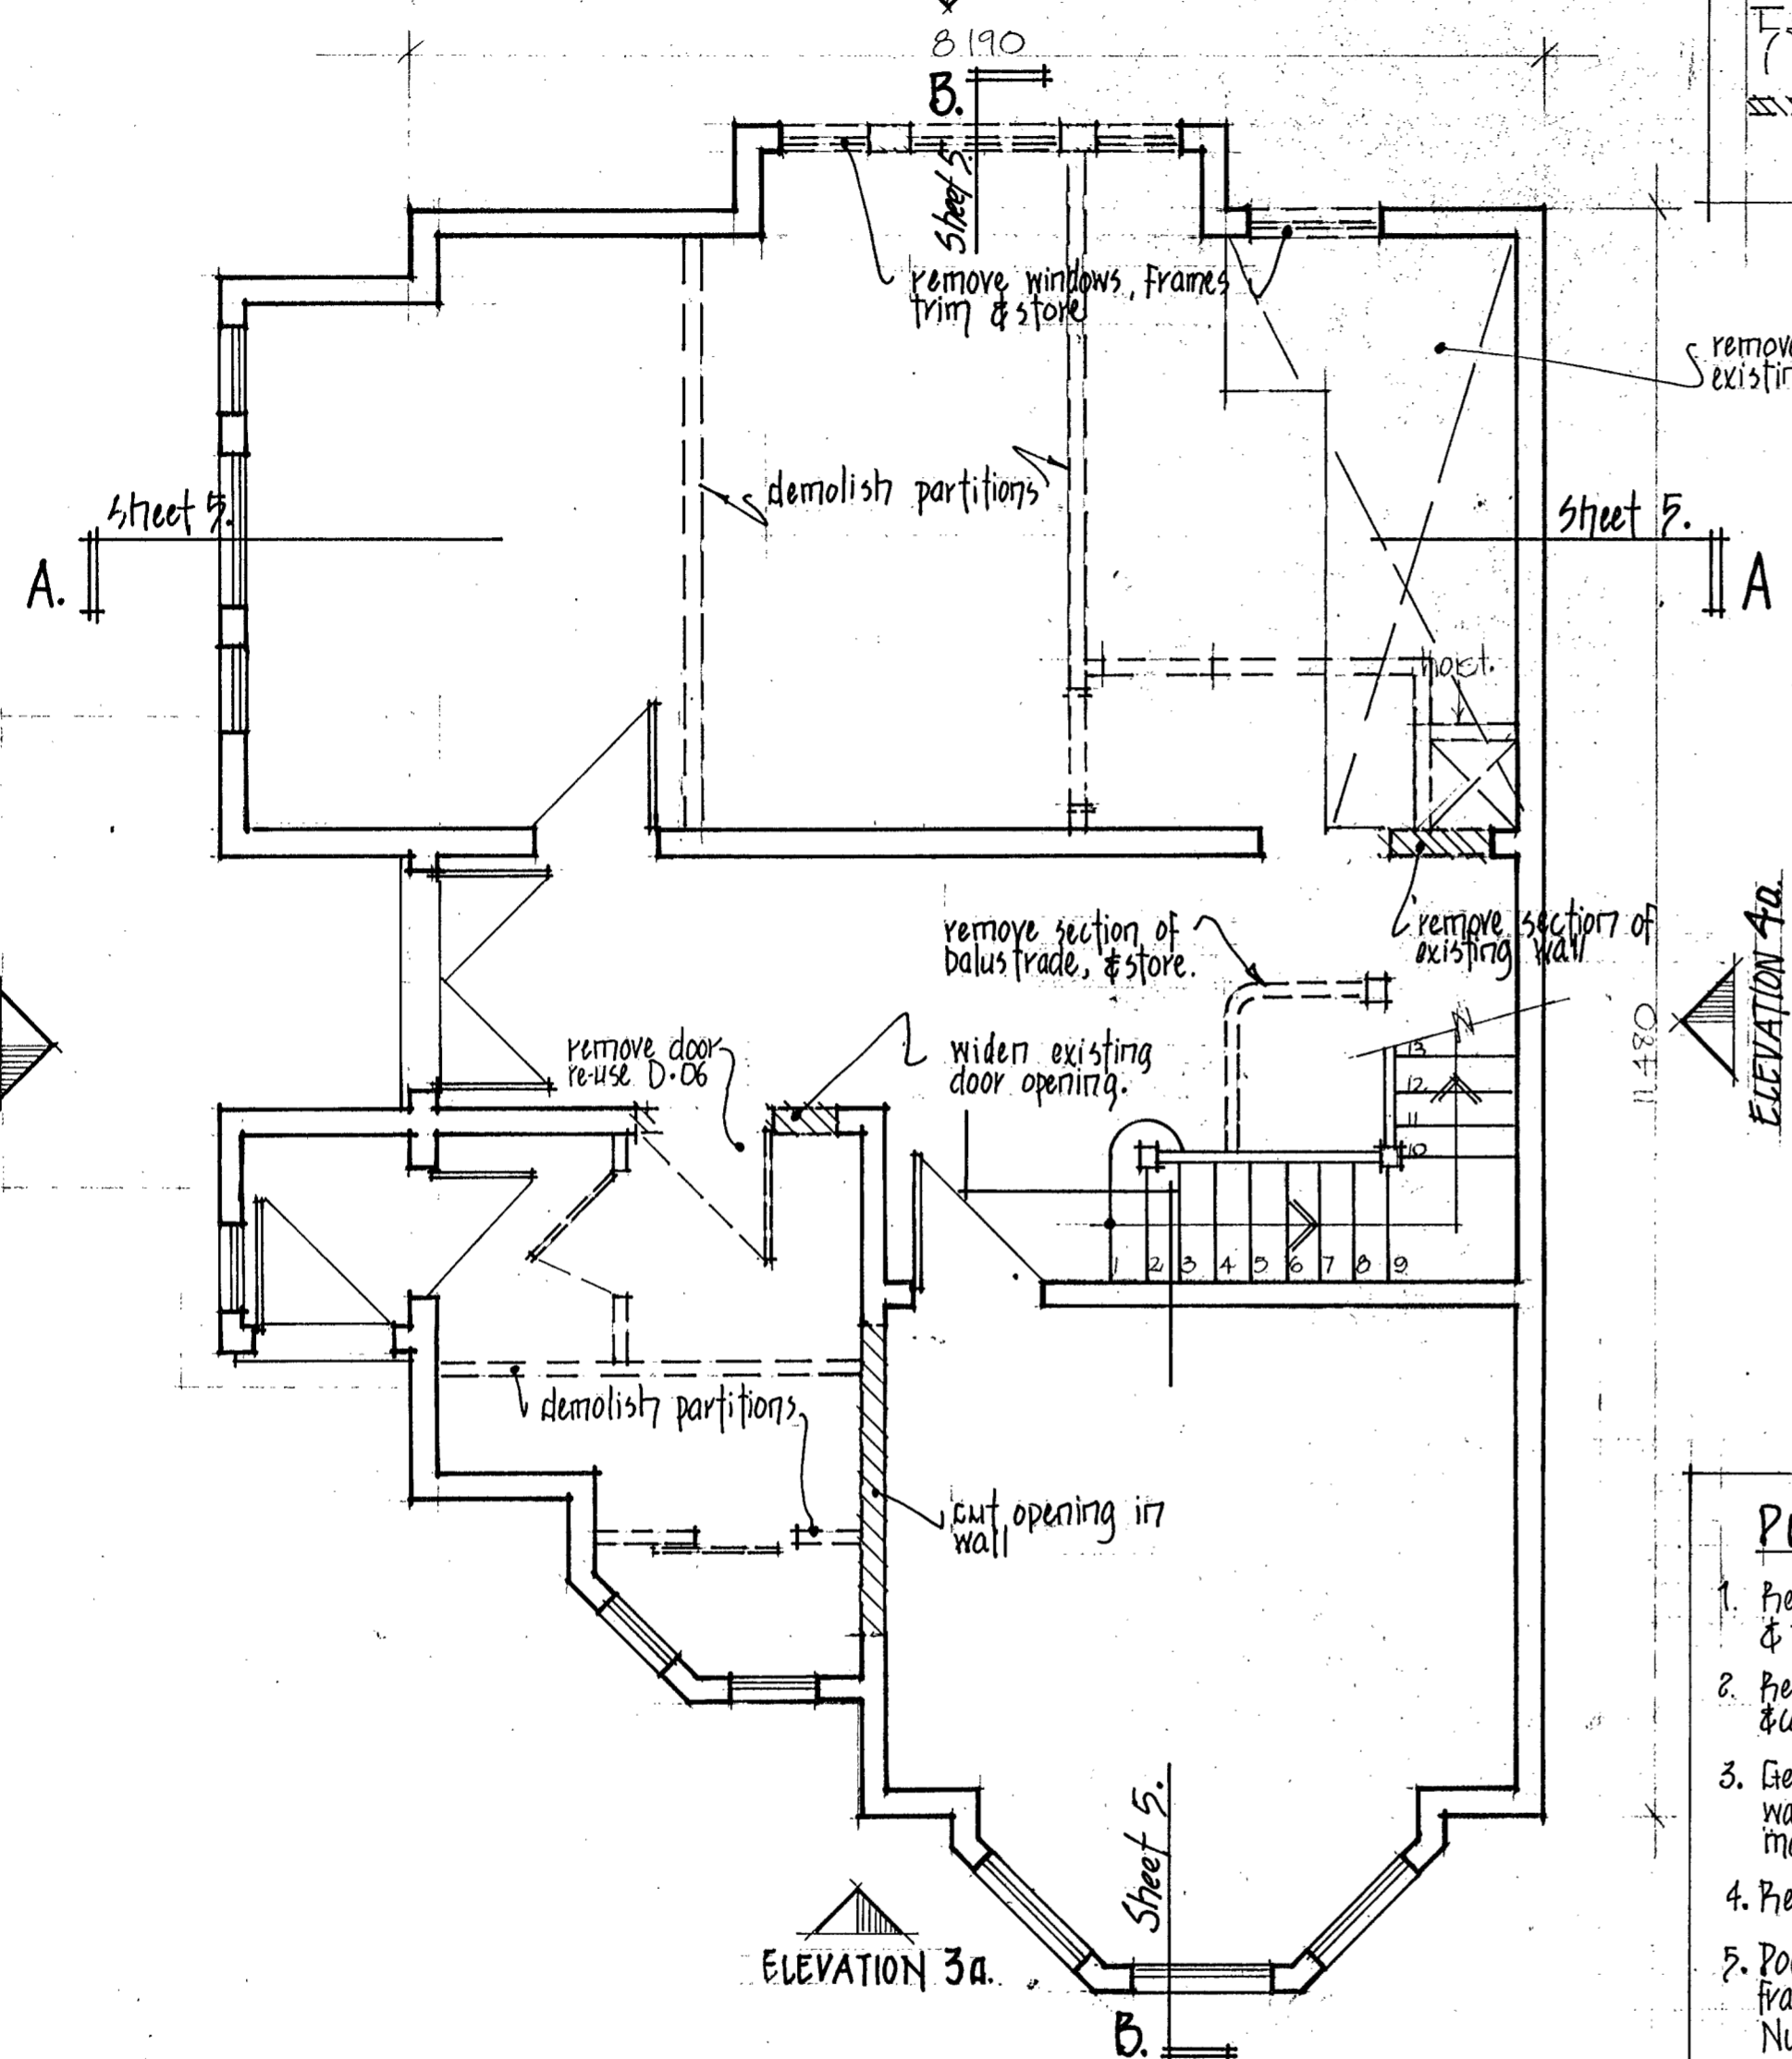 8190
B.
Sheet 5.
remove windows, frames
trim & store
remove
demolish partitions
Sheet 5.
Sheet 5.
A.
A
hoist.
remove section of
balustrade, & store.
remove section of
existing wall
ELEVATION 4a.
11480
remove door
re-use D.06
widen existing
door opening.
13
12
11
10
1 2 3 4 5 6 7 8 9
demolish partitions
cut opening in
wall
1.
&
2.
3.
4.
5.
Sheet 5.
ELEVATION 3a.
B.